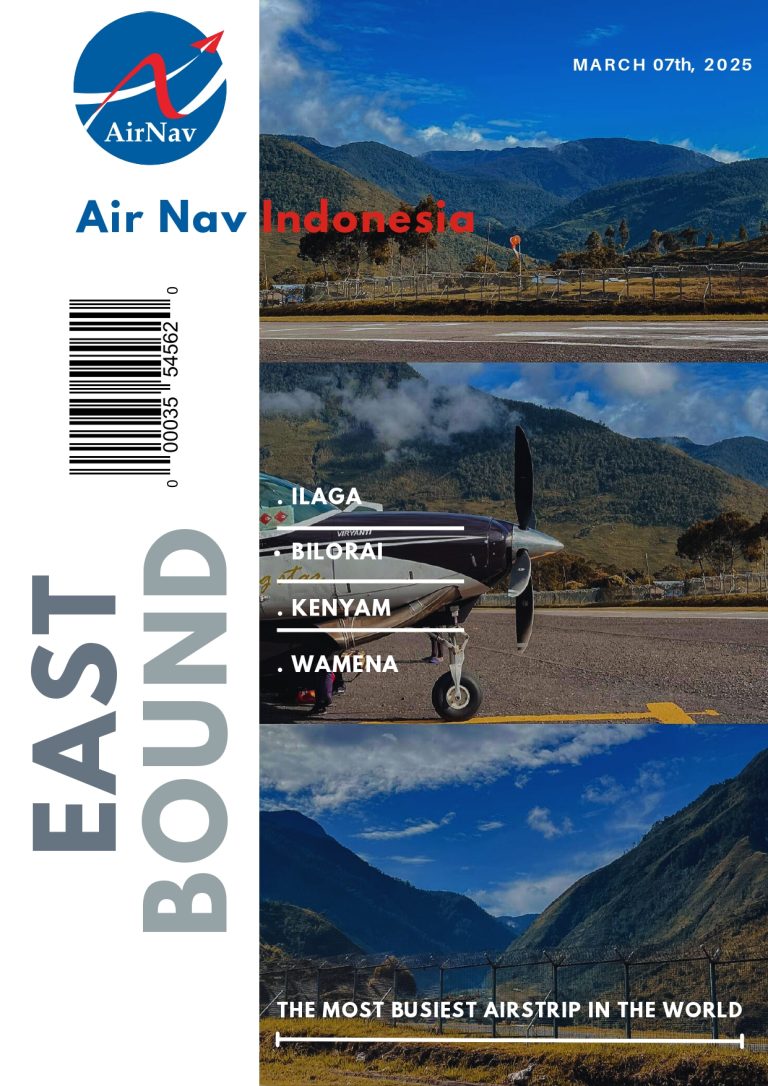 AirNav
MARCH 07th, 2025
Air Nav Indonesia
0 00035 54562 0
EAST
BOUND
VIRYANTI
. ILAGA
• BILORAI
. KENYAM
. WAMENA
THE MOST BUSIEST AIRSTRIP IN THE WORLD